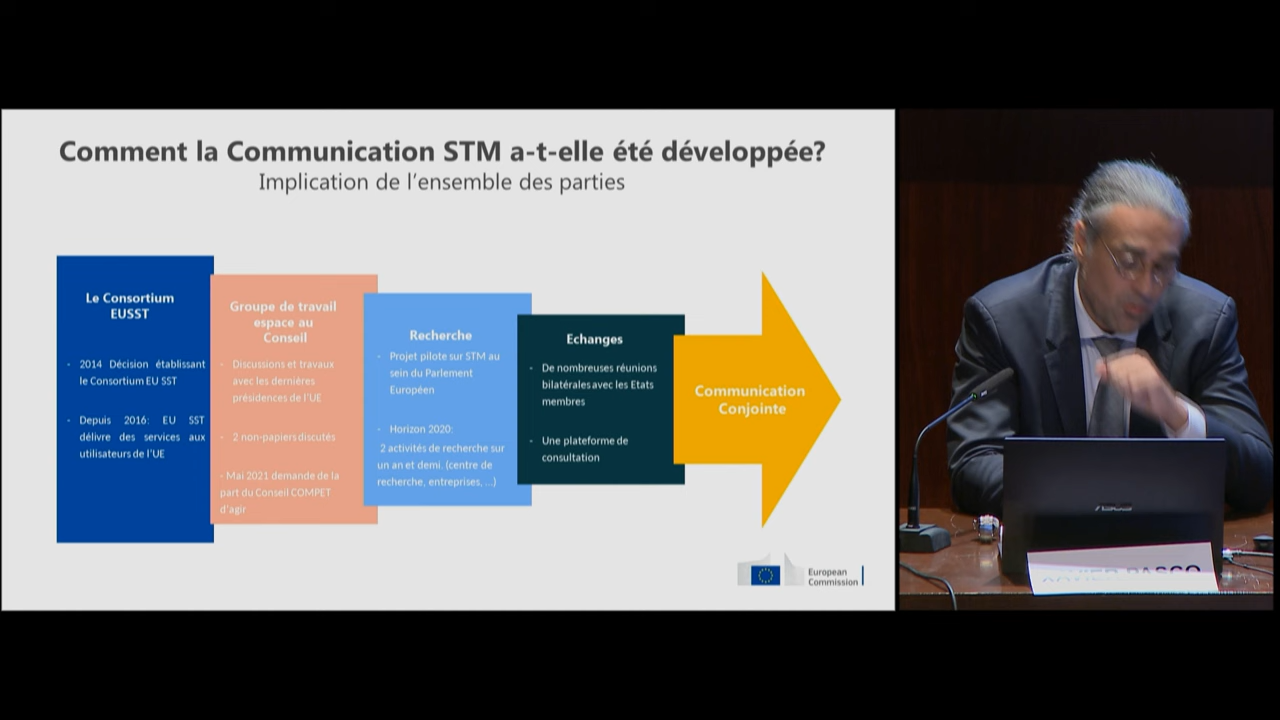 Comment la Communication STM a-t-elle été développée?
Implication de l'ensemble des parties
Le Consortium
EUSST
- 2014 Décision établissant
le Consortium EU SST
- Depuis 2016: EU SST
délivre des services aux
utilisateurs de l'UE
Groupe de travail
espace au
Conseil
- Discussions et travaux
avec les dernières
présidences de l'UE
- 2 non-papiers discutés
- Mai 2021 demande de la
part du Conseil COMPET
d'agir
Recherche
- Projet pilote sur STM au
sein du Parlement
Européen
- Horizon 2020:
2 activités de recherche sur
un an et demi. (centre de
recherche, entreprises, ...)
Echanges
- De nombreuses réunions
bilatérales avec les Etats
membres
- Une plateforme de
consultation
Communication
Conjointe
European
Commission
ASUS